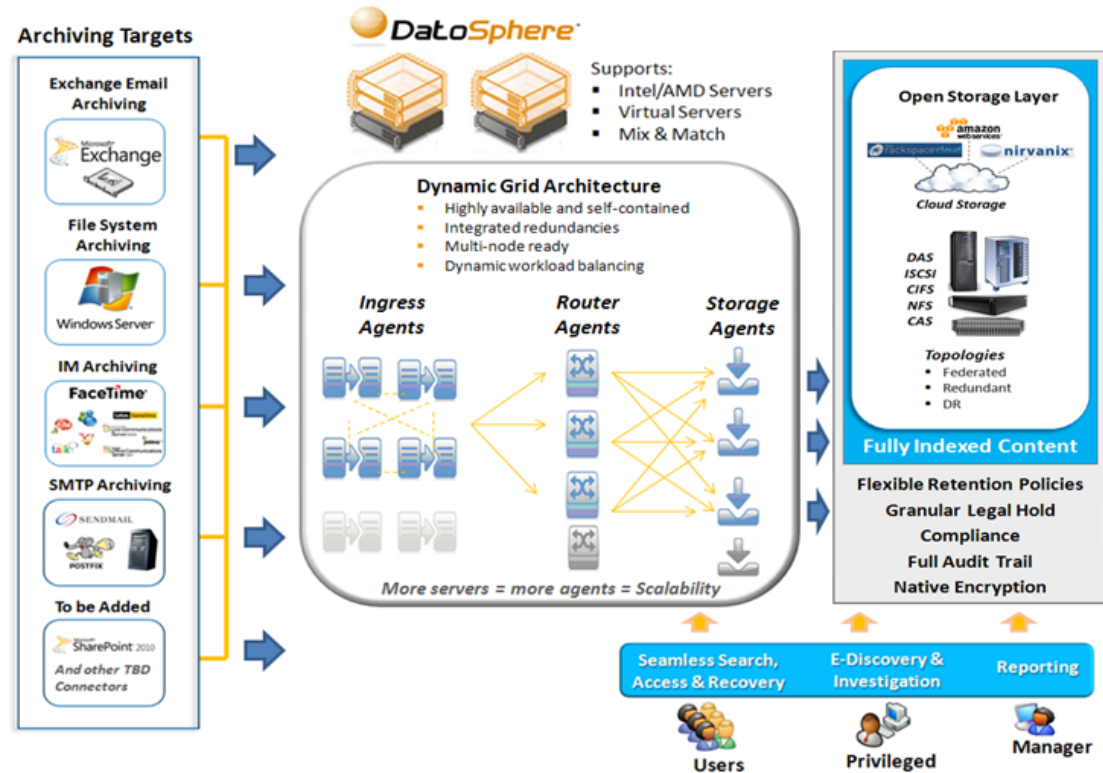 Archiving Targets
Exchange Email
Archiving
Microsoft
Exchange
File System
Archiving
Windows Server
IM Archiving
FaceTime
talk
SMTP Archiving
SENDMAIL
POSTFIX
To be Added
Microsoft
SharePoint 2010
And other TBD
Connectors
DatoSphere™
Supports:
▪ Intel/AMD Servers
▪ Virtual Servers
▪ Mix & Match
Dynamic Grid Architecture
▪ Highly available and self-contained
▪ Integrated redundancies
▪ Multi-node ready
▪ Dynamic workload balancing
Ingress
Agents
Router
Agents
Storage
Agents
More servers = more agents = Scalability
Open Storage Layer
amazon
web services™
rackspace cloud
nirvanix
Cloud Storage
DAS
ISCSI
CIFS
NFS
CAS
Topologies
▪ Federated
▪ Redundant
▪ DR
Fully Indexed Content
Flexible Retention Policies
Granular Legal Hold
Compliance
Full Audit Trail
Native Encryption
Seamless Search,
Access & Recovery
E-Discovery &
Investigation
Reporting
Users
Privileged
Manager